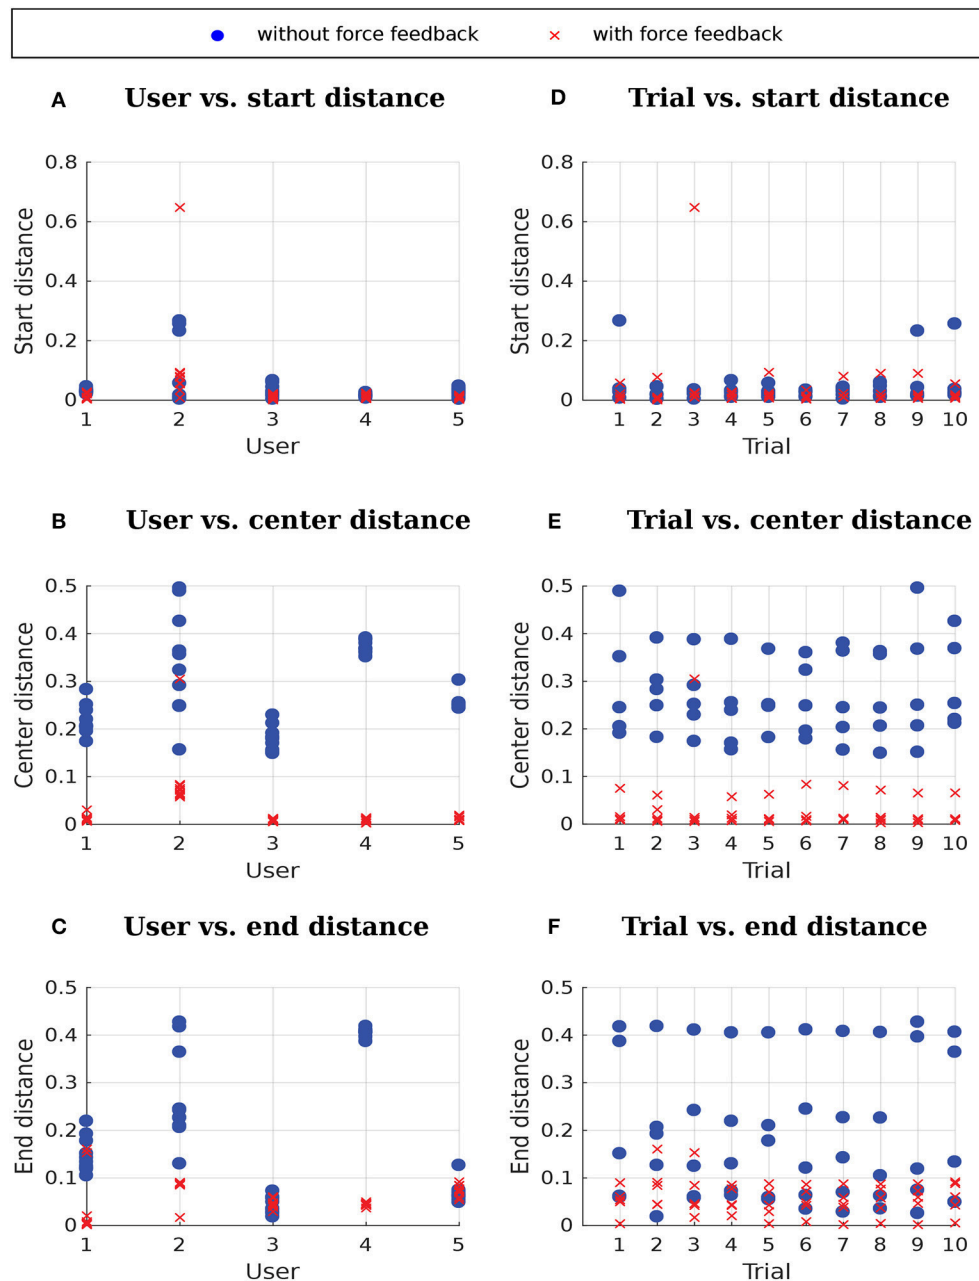 without force feedback with force feedback
A User vs. start distance
0.8
0.6
0.4
0.2
0
Start distance
1 2 3 4 5
User
D Trial vs. start distance
0.8
0.6
0.4
0.2
0
Start distance
1 2 3 4 5 6 7 8 9 10
Trial
B User vs. center distance
0.5
0.4
0.3
0.2
0.1
0
Center distance
1 2 3 4 5
User
E Trial vs. center distance
0.5
0.4
0.3
0.2
0.1
0
Center distance
1 2 3 4 5 6 7 8 9 10
Trial
C User vs. end distance
0.5
0.4
0.3
0.2
0.1
0
End distance
1 2 3 4 5
User
F Trial vs. end distance
0.5
0.4
0.3
0.2
0.1
0
End distance
1 2 3 4 5 6 7 8 9 10
Trial